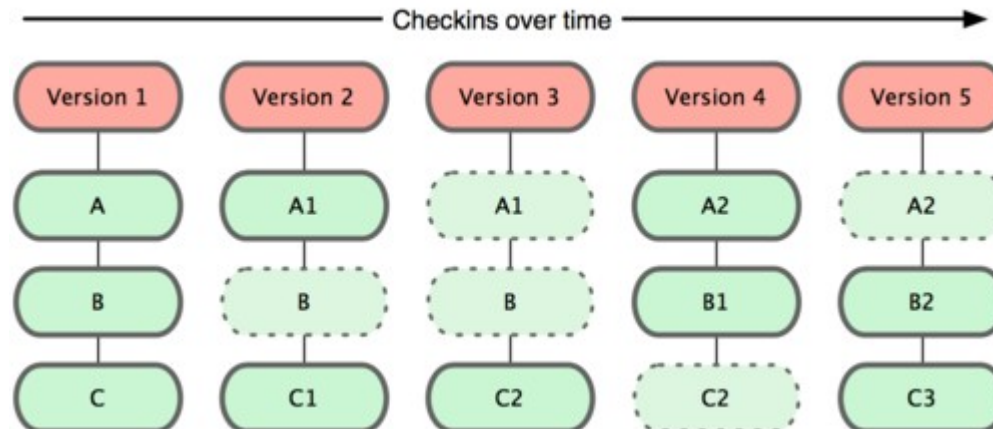 Checkins over time
Version 1 Version 2 Version 3 Version 4 Version 5
A A1 A1 A2 A2
B B B B1 B2
C C1 C2 C2 C3